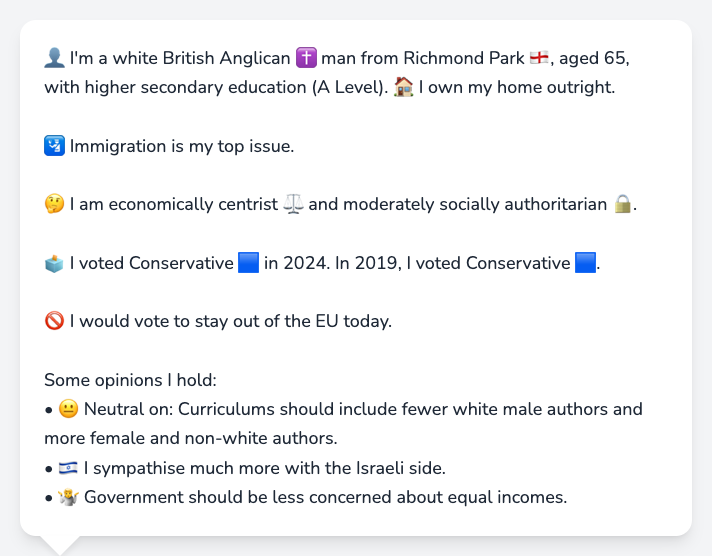 👤 I'm a white British Anglican ✝️ man from Richmond Park 🏴󠁧󠁢󠁥󠁮󠁧󠁿, aged 65,
with higher secondary education (A Level). 🏠 I own my home outright.
🛂 Immigration is my top issue.
🤔 I am economically centrist ⚖️ and moderately socially authoritarian 🔒.
🗳️ I voted Conservative 🟦 in 2024. In 2019, I voted Conservative 🟦.
🚫 I would vote to stay out of the EU today.
Some opinions I hold:
• 😐 Neutral on: Curriculums should include fewer white male authors and
more female and non-white authors.
• 🇮🇱 I sympathise much more with the Israeli side.
• 🤷 Government should be less concerned about equal incomes.